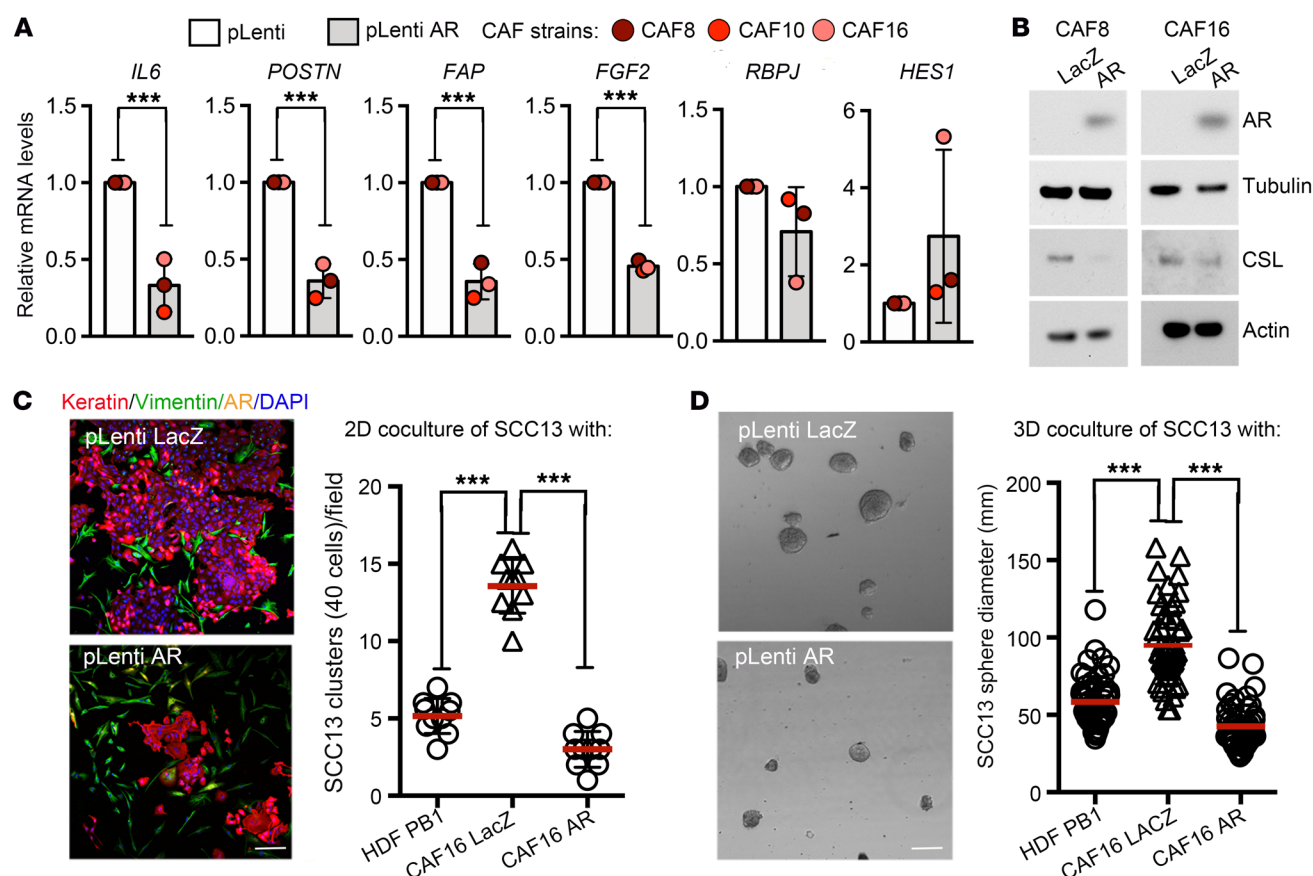 A
pLenti pLenti AR CAF strains: CAF8 CAF10 CAF16
IL6 POSTN FAP FGF2 RBPJ HES1
*** *** *** ***
Relative mRNA levels
1.5 1.5 1.5 1.5 1.5 6
1.0 1.0 1.0 1.0 1.0 4
0.5 0.5 0.5 0.5 0.5 2
0.0 0.0 0.0 0.0 0.0 0
B
CAF8 CAF16
LacZ AR LacZ AR
AR
Tubulin
CSL
Actin
C
Keratin/Vimentin/AR/DAPI
pLenti LacZ
pLenti AR
2D coculture of SCC13 with:
*** ***
SCC13 clusters (40 cells)/field
20
15
10
5
0
HDF PB1 CAF16 LacZ CAF16 AR
D
pLenti LacZ
pLenti AR
3D coculture of SCC13 with:
*** ***
SCC13 sphere diameter (mm)
200
150
100
50
0
HDF PB1 CAF16 LACZ CAF16 AR